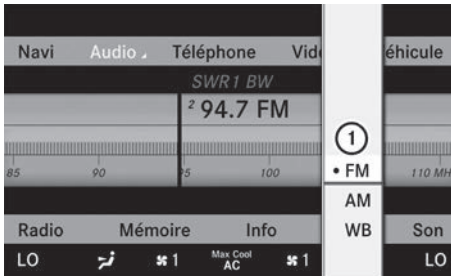 Navi Audio Téléphone Vid éhicule
SWR1 BW
2 94.7 FM
1
85 90 95 100 110 MH
• FM
AM
WB
Radio Mémoire Info Son
LO 1 Max Cool AC 1 LO